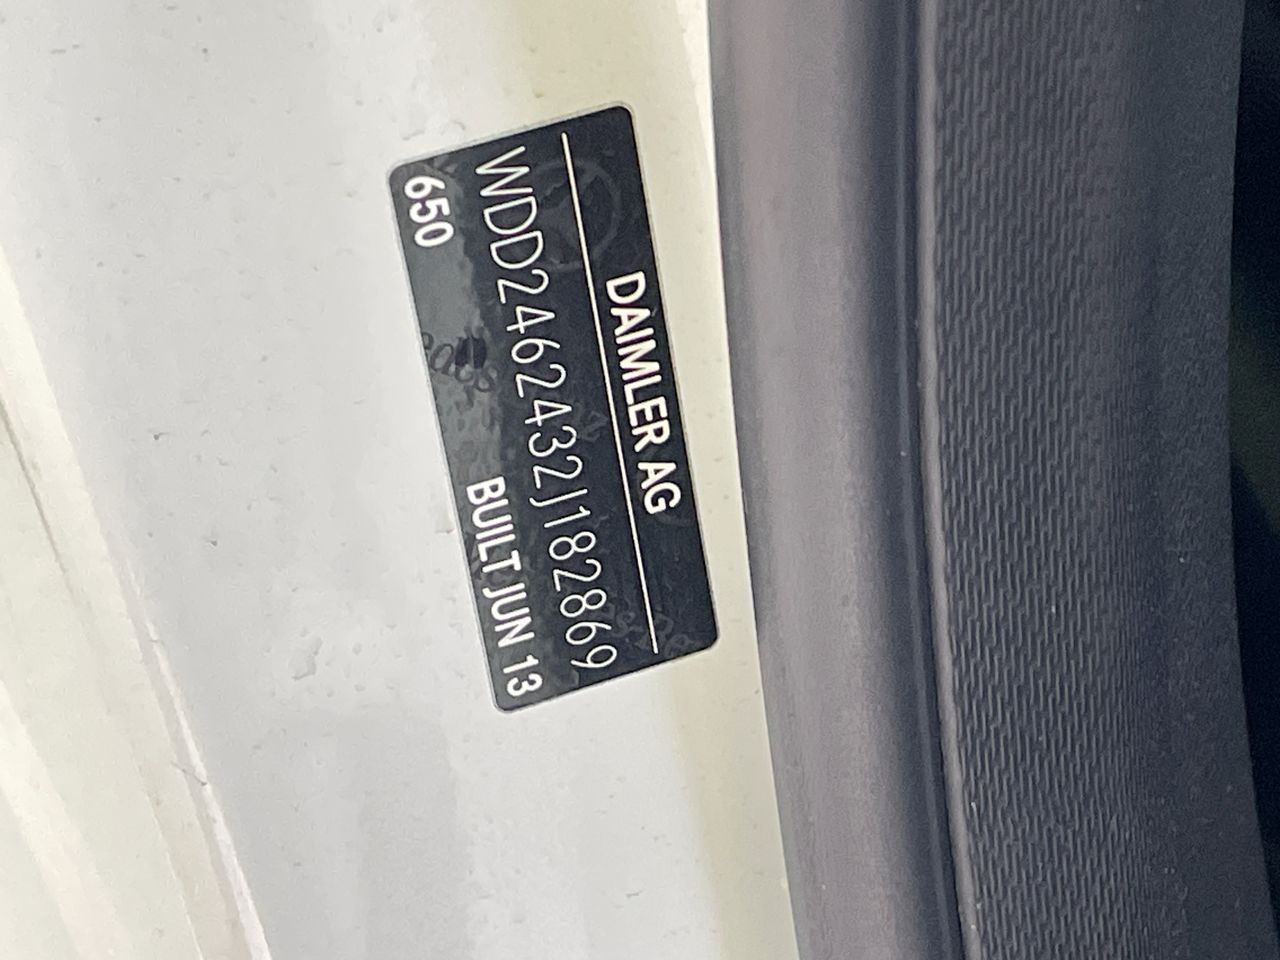 DAIMLER AG
WDD2462432J182869
650 BUILT JUN 13